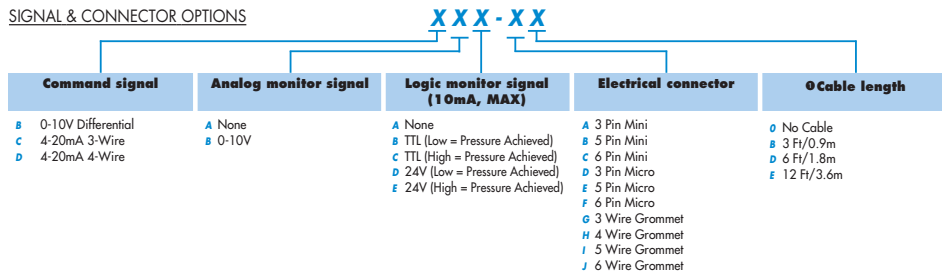 SIGNAL & CONNECTOR OPTIONS
X X X - X X
Command signal
B 0-10V Differential
C 4-20mA 3-Wire
D 4-20mA 4-Wire
Analog monitor signal
A None
B 0-10V
Logic monitor signal
(10mA, MAX)
A None
B TTL (Low = Pressure Achieved)
C TTL (High = Pressure Achieved)
D 24V (Low = Pressure Achieved)
E 24V (High = Pressure Achieved)
Electrical connector
A 3 Pin Mini
B 5 Pin Mini
C 6 Pin Mini
D 3 Pin Micro
E 5 Pin Micro
F 6 Pin Micro
G 3 Wire Grommet
H 4 Wire Grommet
I 5 Wire Grommet
J 6 Wire Grommet
❶Cable length
0 No Cable
B 3 Ft/0.9m
D 6 Ft/1.8m
E 12 Ft/3.6m